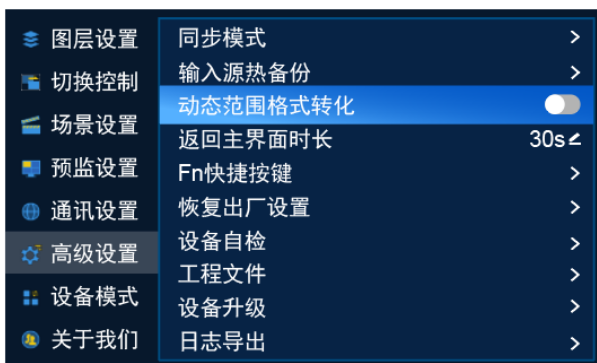 图层设置
切换控制
场景设置
预监设置
通讯设置
高级设置
设备模式
关于我们
同步模式
输入源热备份
动态范围格式转化
返回主界面时长 30s
Fn快捷按键
恢复出厂设置
设备自检
工程文件
设备升级
日志导出